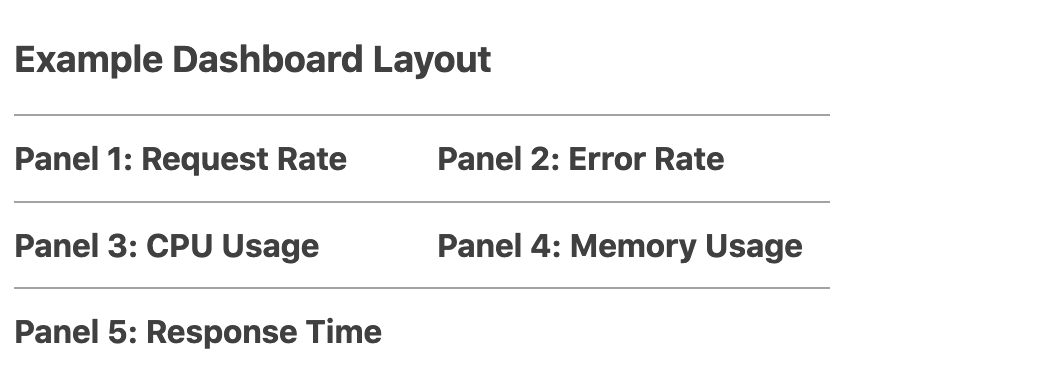 Example Dashboard Layout
Panel 1: Request Rate Panel 2: Error Rate
Panel 3: CPU Usage Panel 4: Memory Usage
Panel 5: Response Time